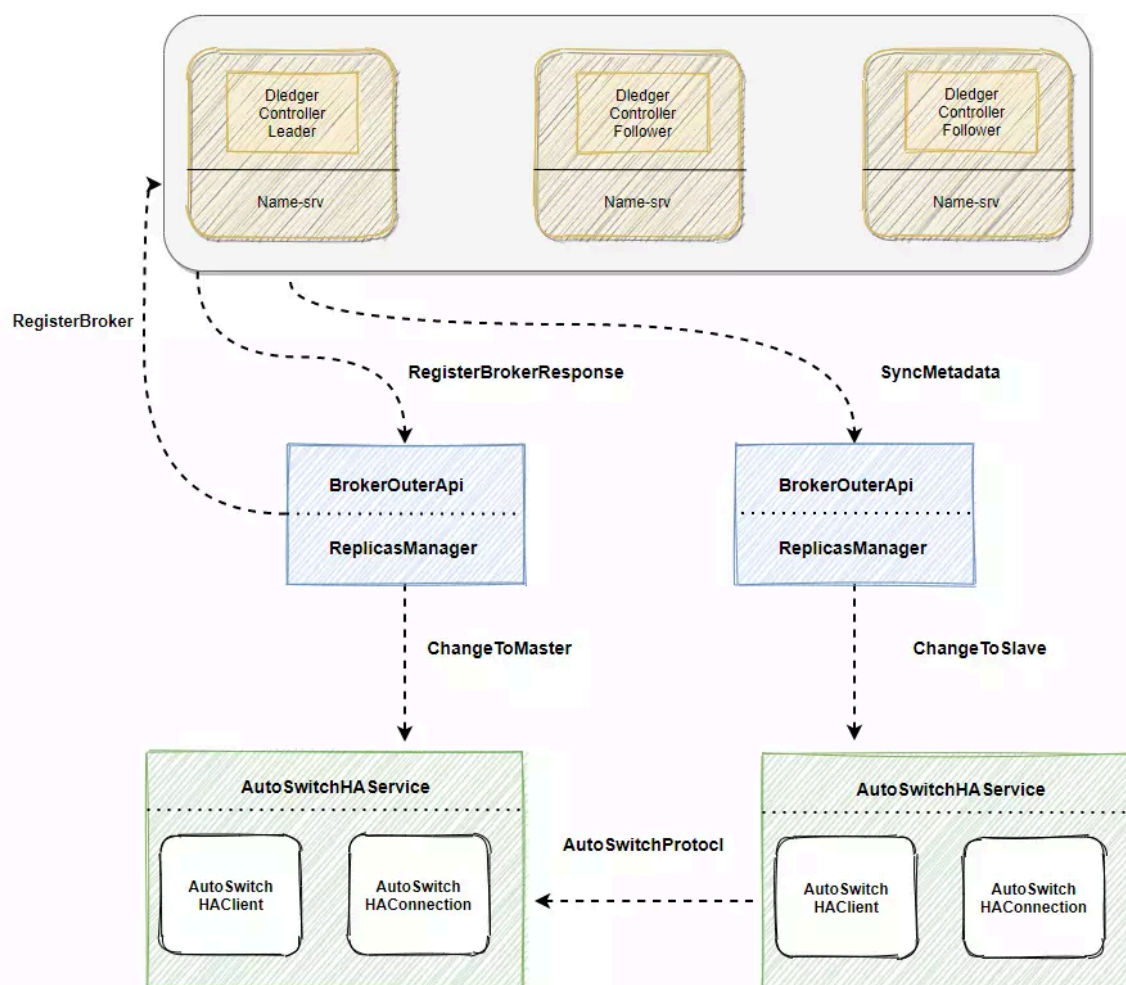 Dledger
Controller
Leader
Dledger
Controller
Follower
Dledger
Controller
Follower
Name-srv
Name-srv
Name-srv
RegisterBroker
RegisterBrokerResponse
SyncMetadata
BrokerOuterApi
ReplicasManager
BrokerOuterApi
ReplicasManager
ChangeToMaster
ChangeToSlave
AutoSwitchHAService
AutoSwitchHAService
AutoSwitchProtocl
AutoSwitch
HAClient
AutoSwitch
HAConnection
AutoSwitch
HAClient
AutoSwitch
HAConnection